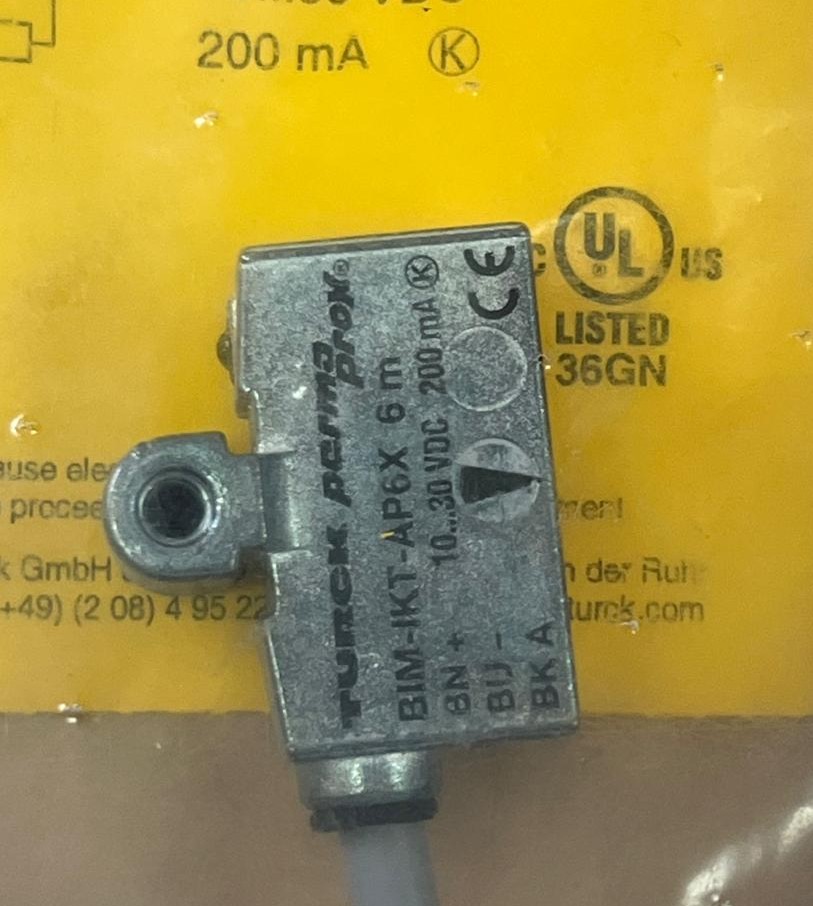 200 mA Ⓚ
UL US
LISTED
36GN
TURCK permaprox®
BIM-IKT-AP6X 6 m
10...30 VDC 200 mA Ⓚ CE
BN +
BU -
BK A
GmbH
der
(+49) (2 08) 4 95 22
turck.com